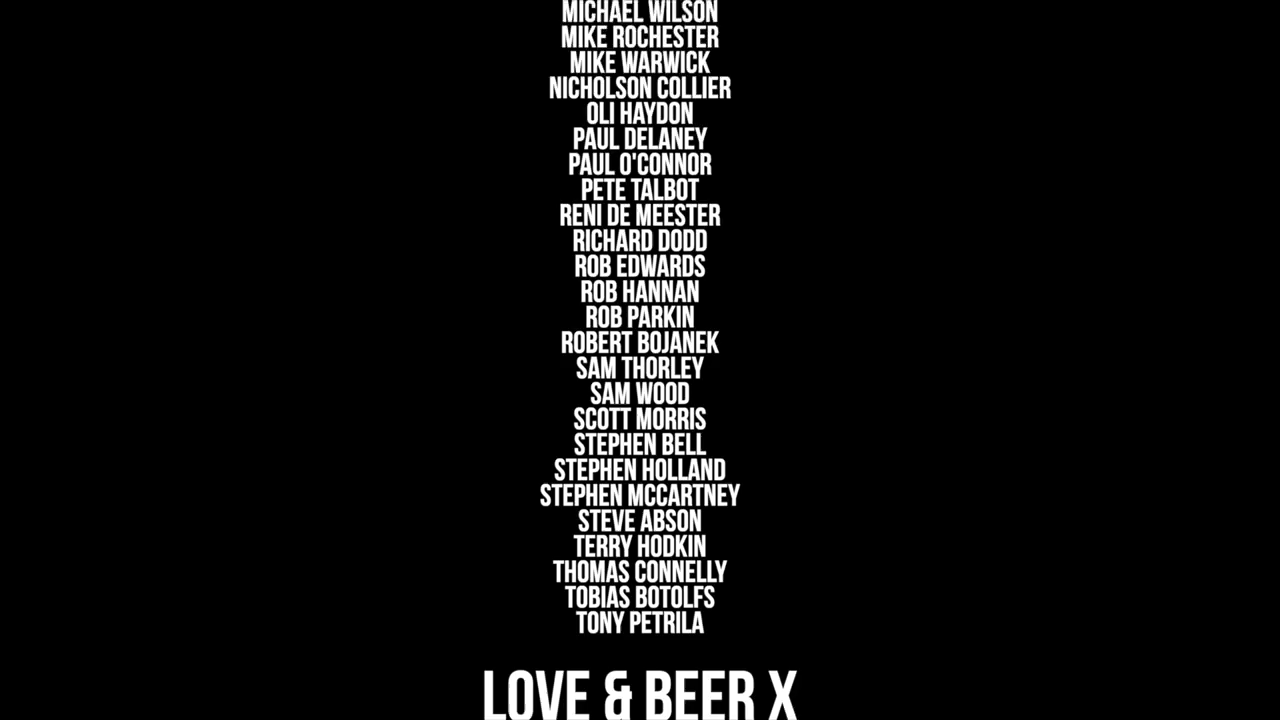 MICHAEL WILSON
MIKE ROCHESTER
MIKE WARWICK
NICHOLSON COLLIER
OLI HAYDON
PAUL DELANEY
PAUL O'CONNOR
PETE TALBOT
RENI DE MEESTER
RICHARD DODD
ROB EDWARDS
ROB HANNAN
ROB PARKIN
ROBERT BOJANEK
SAM THORLEY
SAM WOOD
SCOTT MORRIS
STEPHEN BELL
STEPHEN HOLLAND
STEPHEN MCCARTNEY
STEVE ABSON
TERRY HODKIN
THOMAS CONNELLY
TOBIAS BOTOLFS
TONY PETRILA
LOVE & BEER X